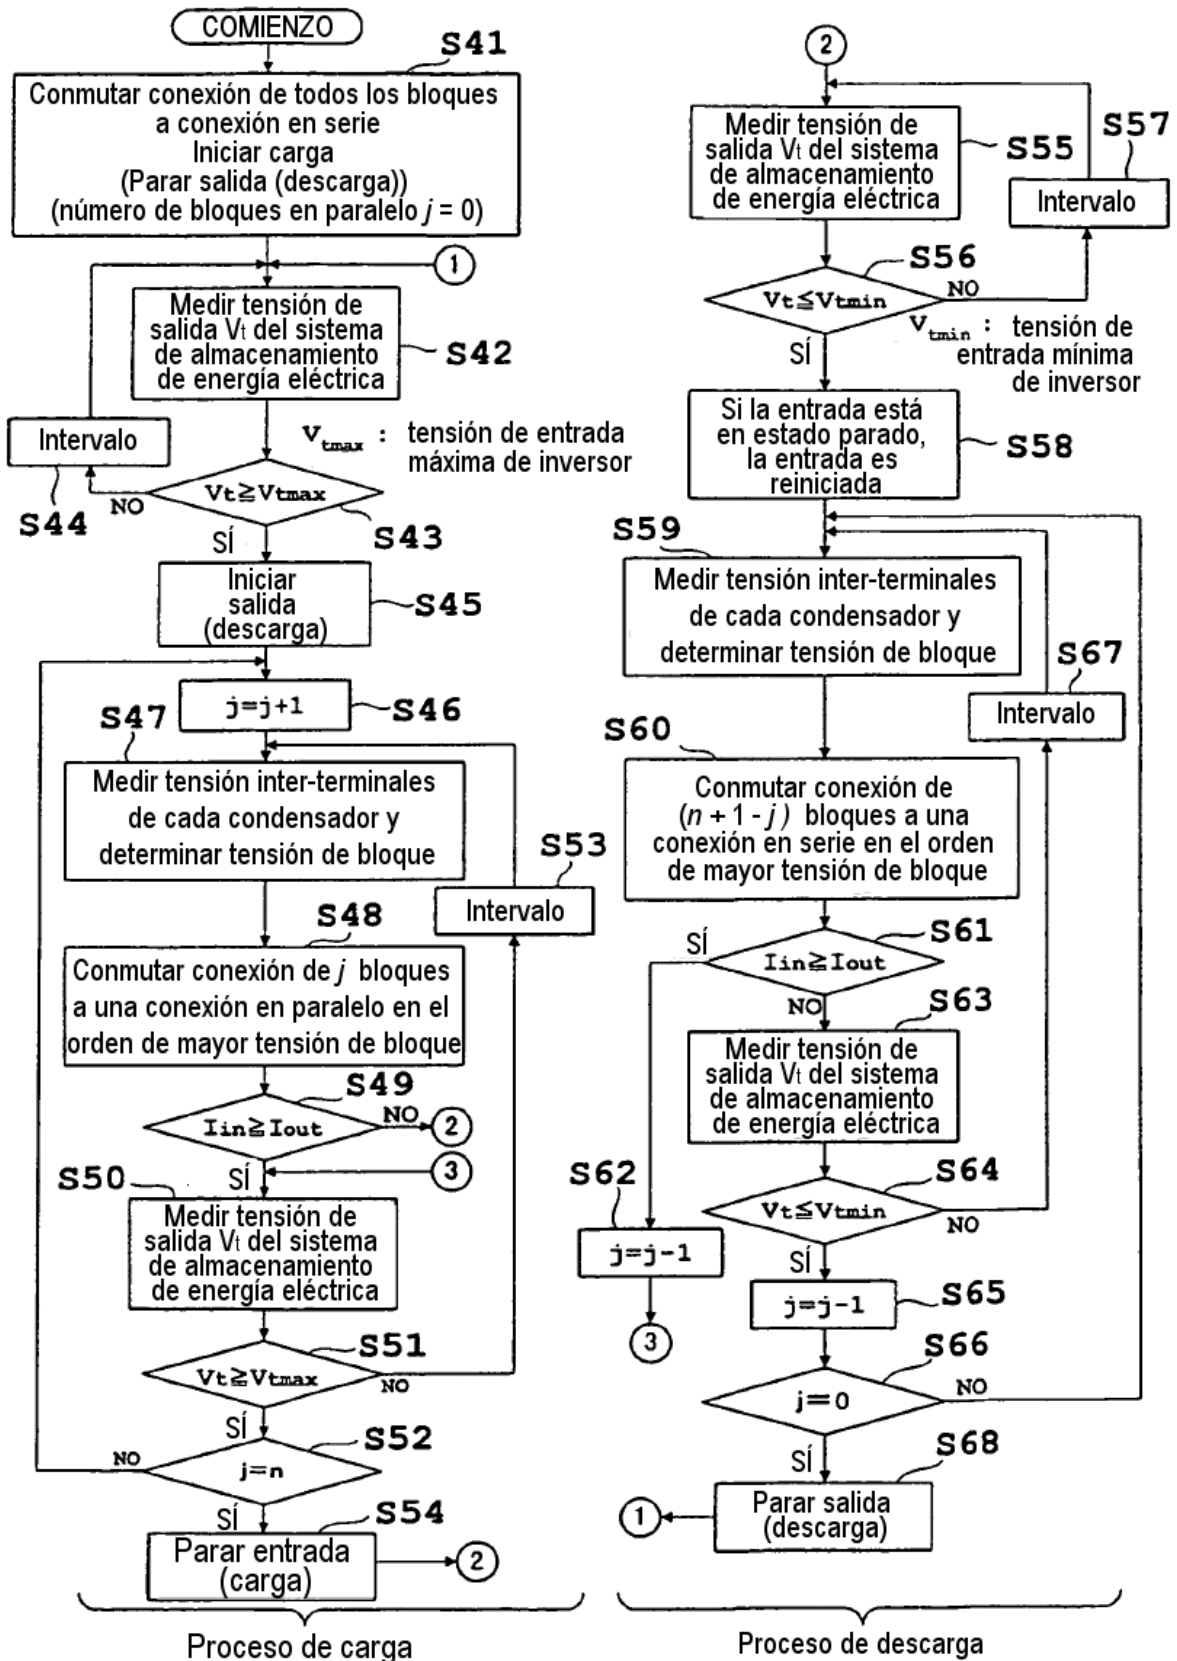 COMIENZO
S41
Conmutar conexión de todos los bloques
a conexión en serie
Iniciar carga
(Parar salida (descarga))
(número de bloques en paralelo j = 0)
1
Medir tensión de
salida Vt del sistema
de almacenamiento
de energía eléctrica
S42
Intervalo
S44
Vtmax : tensión de entrada
máxima de inversor
Vt≧Vtmax
NO
SÍ
S43
Iniciar
salida
(descarga)
S45
j=j+1
S46
S47
Medir tensión inter-terminales
de cada condensador y
determinar tensión de bloque
S53
Intervalo
S48
Conmutar conexión de j bloques
a una conexión en paralelo en el
orden de mayor tensión de bloque
S49
Iin≧Iout
NO
2
SÍ
3
S50
Medir tensión de
salida Vt del sistema
de almacenamiento
de energía eléctrica
S51
Vt≧Vtmax
NO
SÍ
S52
j=n
NO
SÍ
S54
Parar entrada
(carga)
2
Proceso de carga
2
Medir tensión de
salida Vt del sistema
de almacenamiento
de energía eléctrica
S55
S57
Intervalo
S56
Vt≦Vtmin
NO
SÍ
Vtmin : tensión de
entrada mínima
de inversor
Si la entrada está
en estado parado,
la entrada es
reiniciada
S58
S59
Medir tensión inter-terminales
de cada condensador y
determinar tensión de bloque
S67
Intervalo
S60
Conmutar conexión de
(n + 1 - j ) bloques a una
conexión en serie en el orden
de mayor tensión de bloque
S61
Iin≧Iout
SÍ
NO
S63
Medir tensión de
salida Vt del sistema
de almacenamiento
de energía eléctrica
S62
j=j-1
3
S64
Vt≦Vtmin
NO
SÍ
j=j-1
S65
S66
j=0
NO
SÍ
S68
Parar salida
(descarga)
1
Proceso de descarga